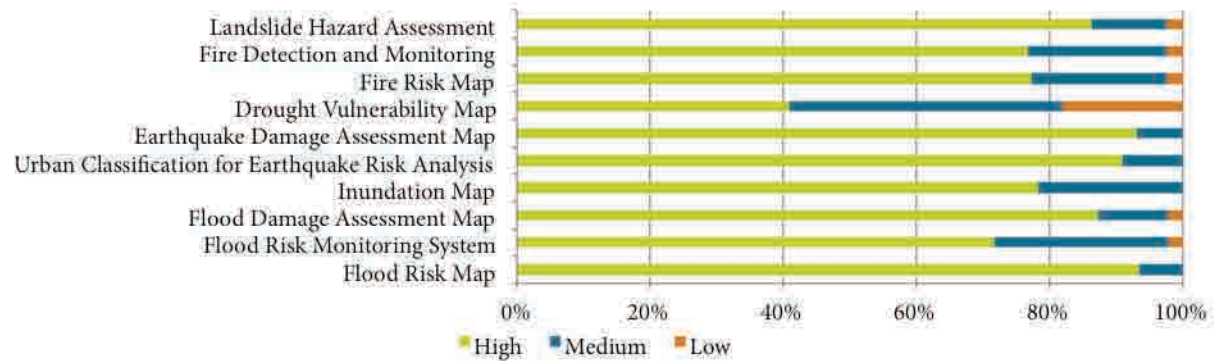 Landslide Hazard Assessment
Fire Detection and Monitoring
Fire Risk Map
Drought Vulnerability Map
Earthquake Damage Assessment Map
Urban Classification for Earthquake Risk Analysis
Inundation Map
Flood Damage Assessment Map
Flood Risk Monitoring System
Flood Risk Map
0% 20% 40% 60% 80% 100%
High Medium Low